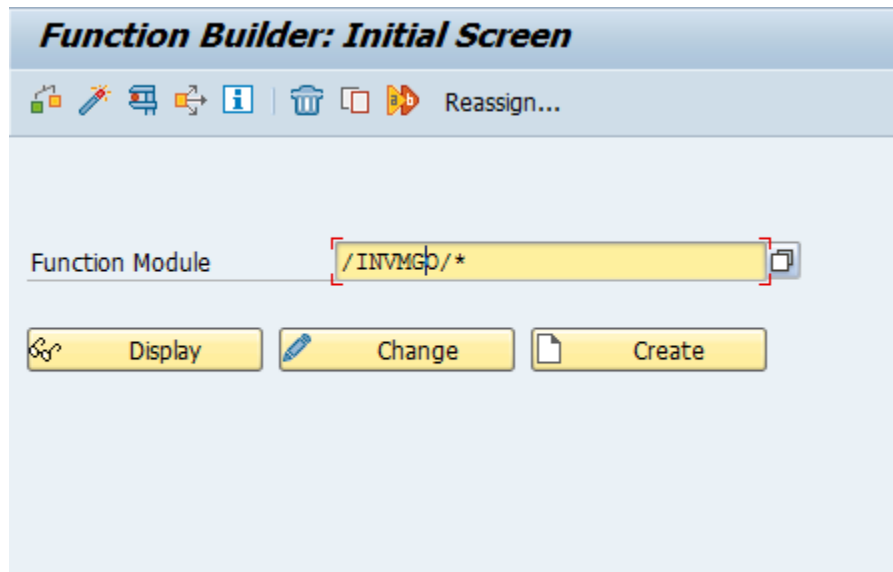 Function Builder: Initial Screen
Reassign...
Function Module /INVMGO/*
Display Change Create